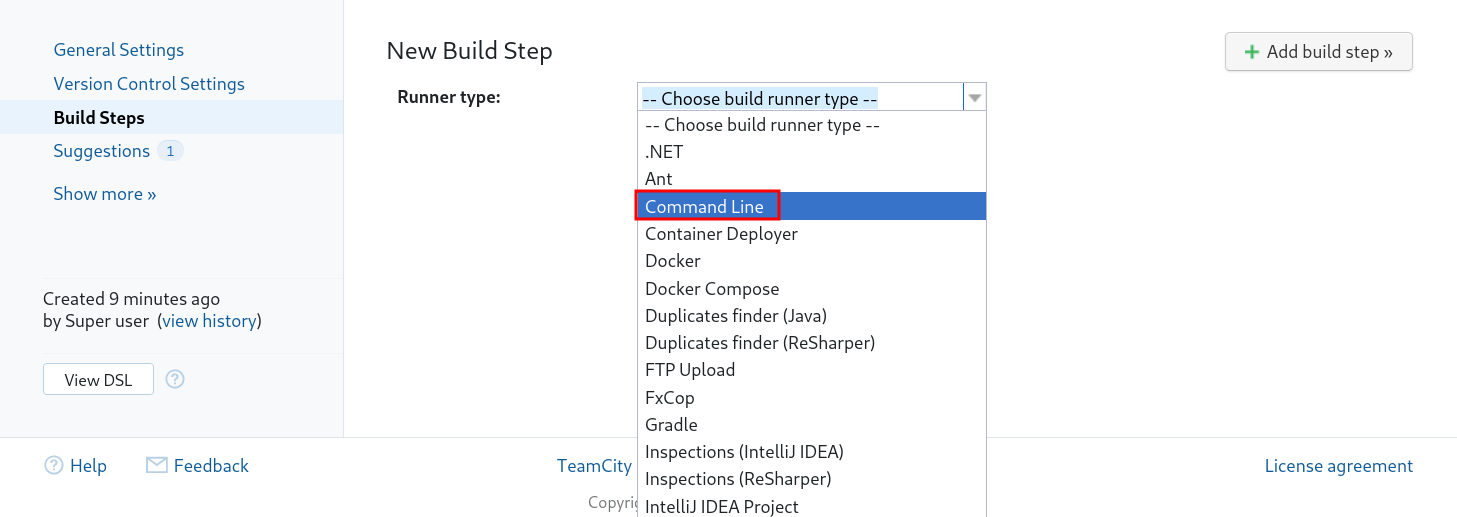 General Settings
Version Control Settings
Build Steps
Suggestions 1
Show more »
Created 9 minutes ago
by Super user (view history)
View DSL ?
New Build Step
+ Add build step »
Runner type:
-- Choose build runner type --
-- Choose build runner type --
.NET
Ant
Command Line
Container Deployer
Docker
Docker Compose
Duplicates finder (Java)
Duplicates finder (ReSharper)
FTP Upload
FxCop
Gradle
Inspections (IntelliJ IDEA)
Inspections (ReSharper)
IntelliJ IDEA Project
? Help Feedback TeamCity License agreement